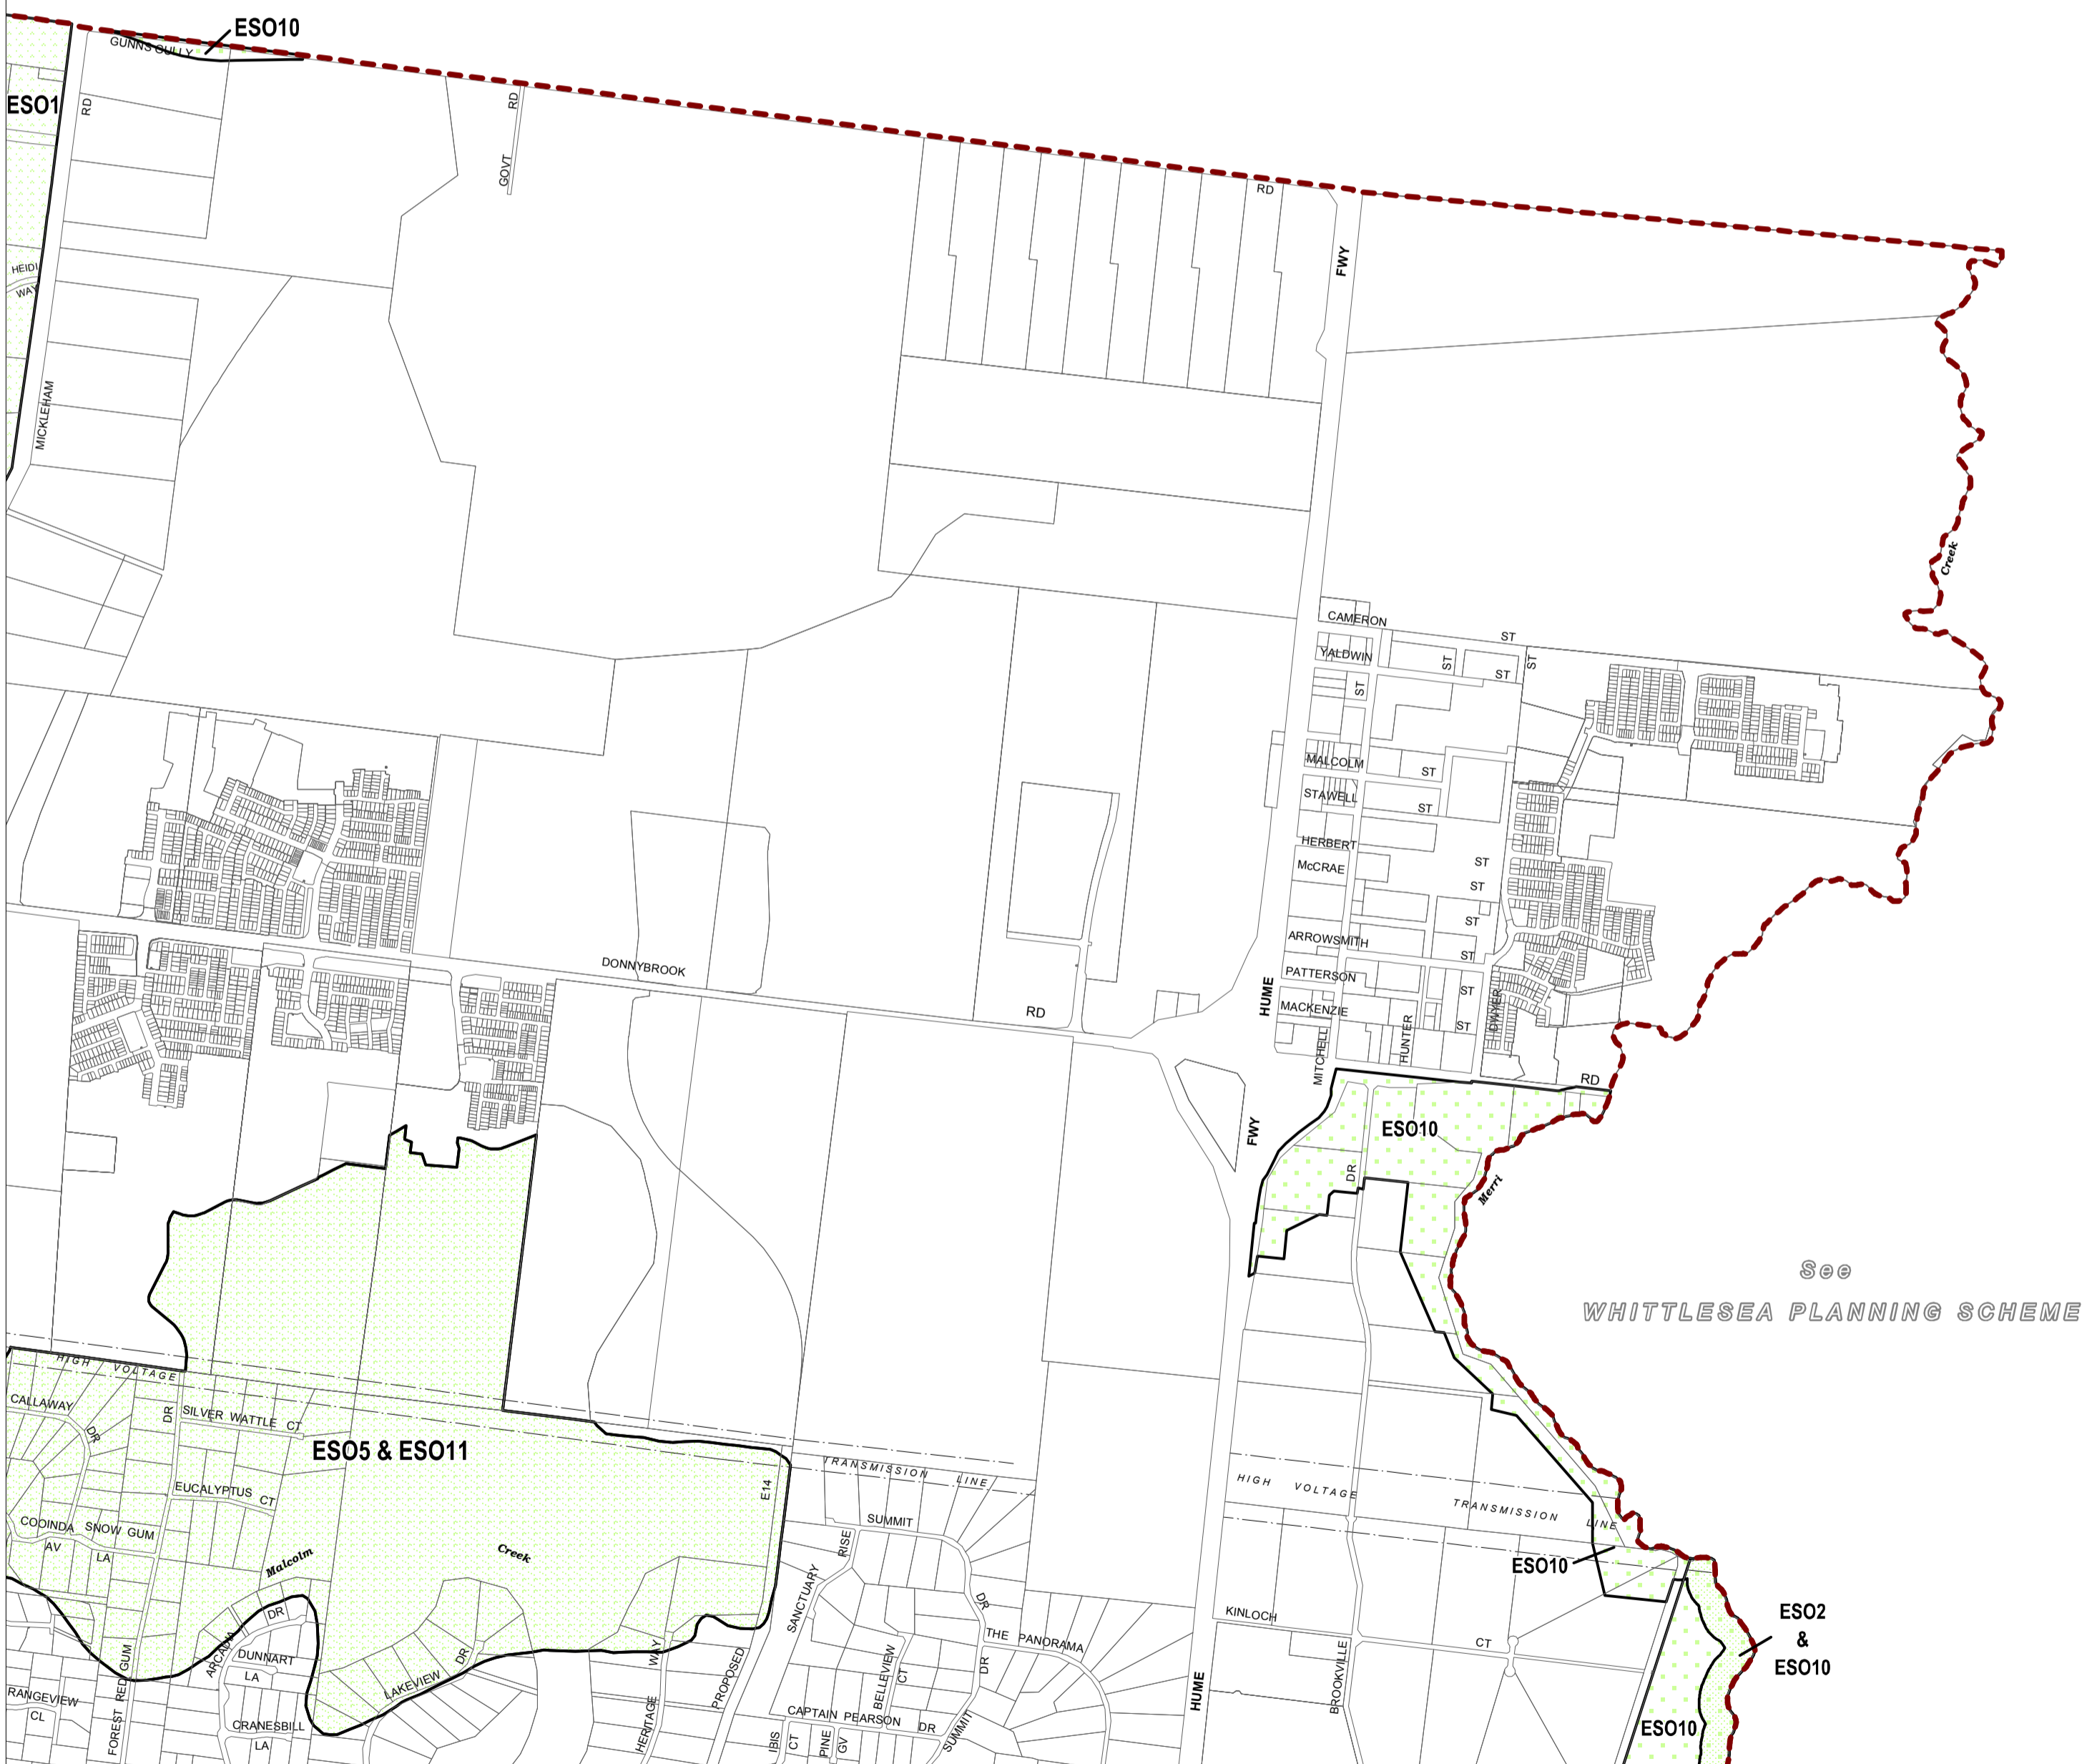 ESO10
GUNNS GULLY
ESO1
RD
RD
GOVT
RD
FWY
HEIDI
WAY
MICKLEHAM
Creek
CAMERON
ST
YALDWIN
ST
ST
ST
ST
MALCOLM
ST
STAWELL
ST
HERBERT
ST
McCRAE
ST
ST
ARROWSMITH
ST
DONNYBROOK
PATTERSON
HUME
ST
RD
MACKENZIE
ST
DWYER
HUNTER
MITCHELL
RD
FWY
ESO10
DR
Merri
See
WHITTLESEA PLANNING SCHEME
HIGH VOLTAGE
CALLAWAY
DR
DR
SILVER WATTLE CT
ESO5 & ESO11
TRANSMISSION LINE
E14
HIGH VOLTAGE
TRANSMISSION LINE
EUCALYPTUS CT
COOINDA
AV
SNOW GUM
LA
Malcolm
Creek
SUMMIT
RISE
SANCTUARY
DR
ESO10
ESO2
&
ESO10
KINLOCH
CT
THE PANORAMA
DR
DR
ARCADIA
DUNNART
LA
LAKEVIEW
DR
WAY
HERITAGE
PROPOSED
BELLEVIEW
CT
HUME
BROOKVILLE
ESO10
RANGEVIEW
CL
FOREST RED GUM
CRANESBILL
LA
CAPTAIN PEARSON DR
IBIS
CT
PINE
GV
SUMMIT